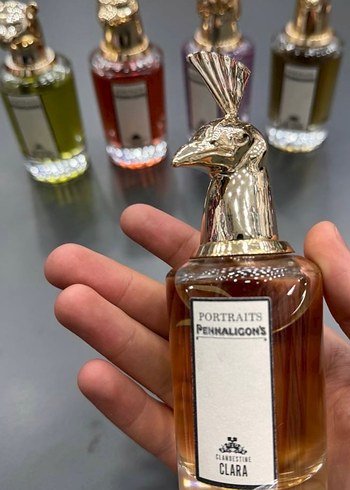 PORTRAITS
PENHALIGON'S
CLANDESTINE
CLARA